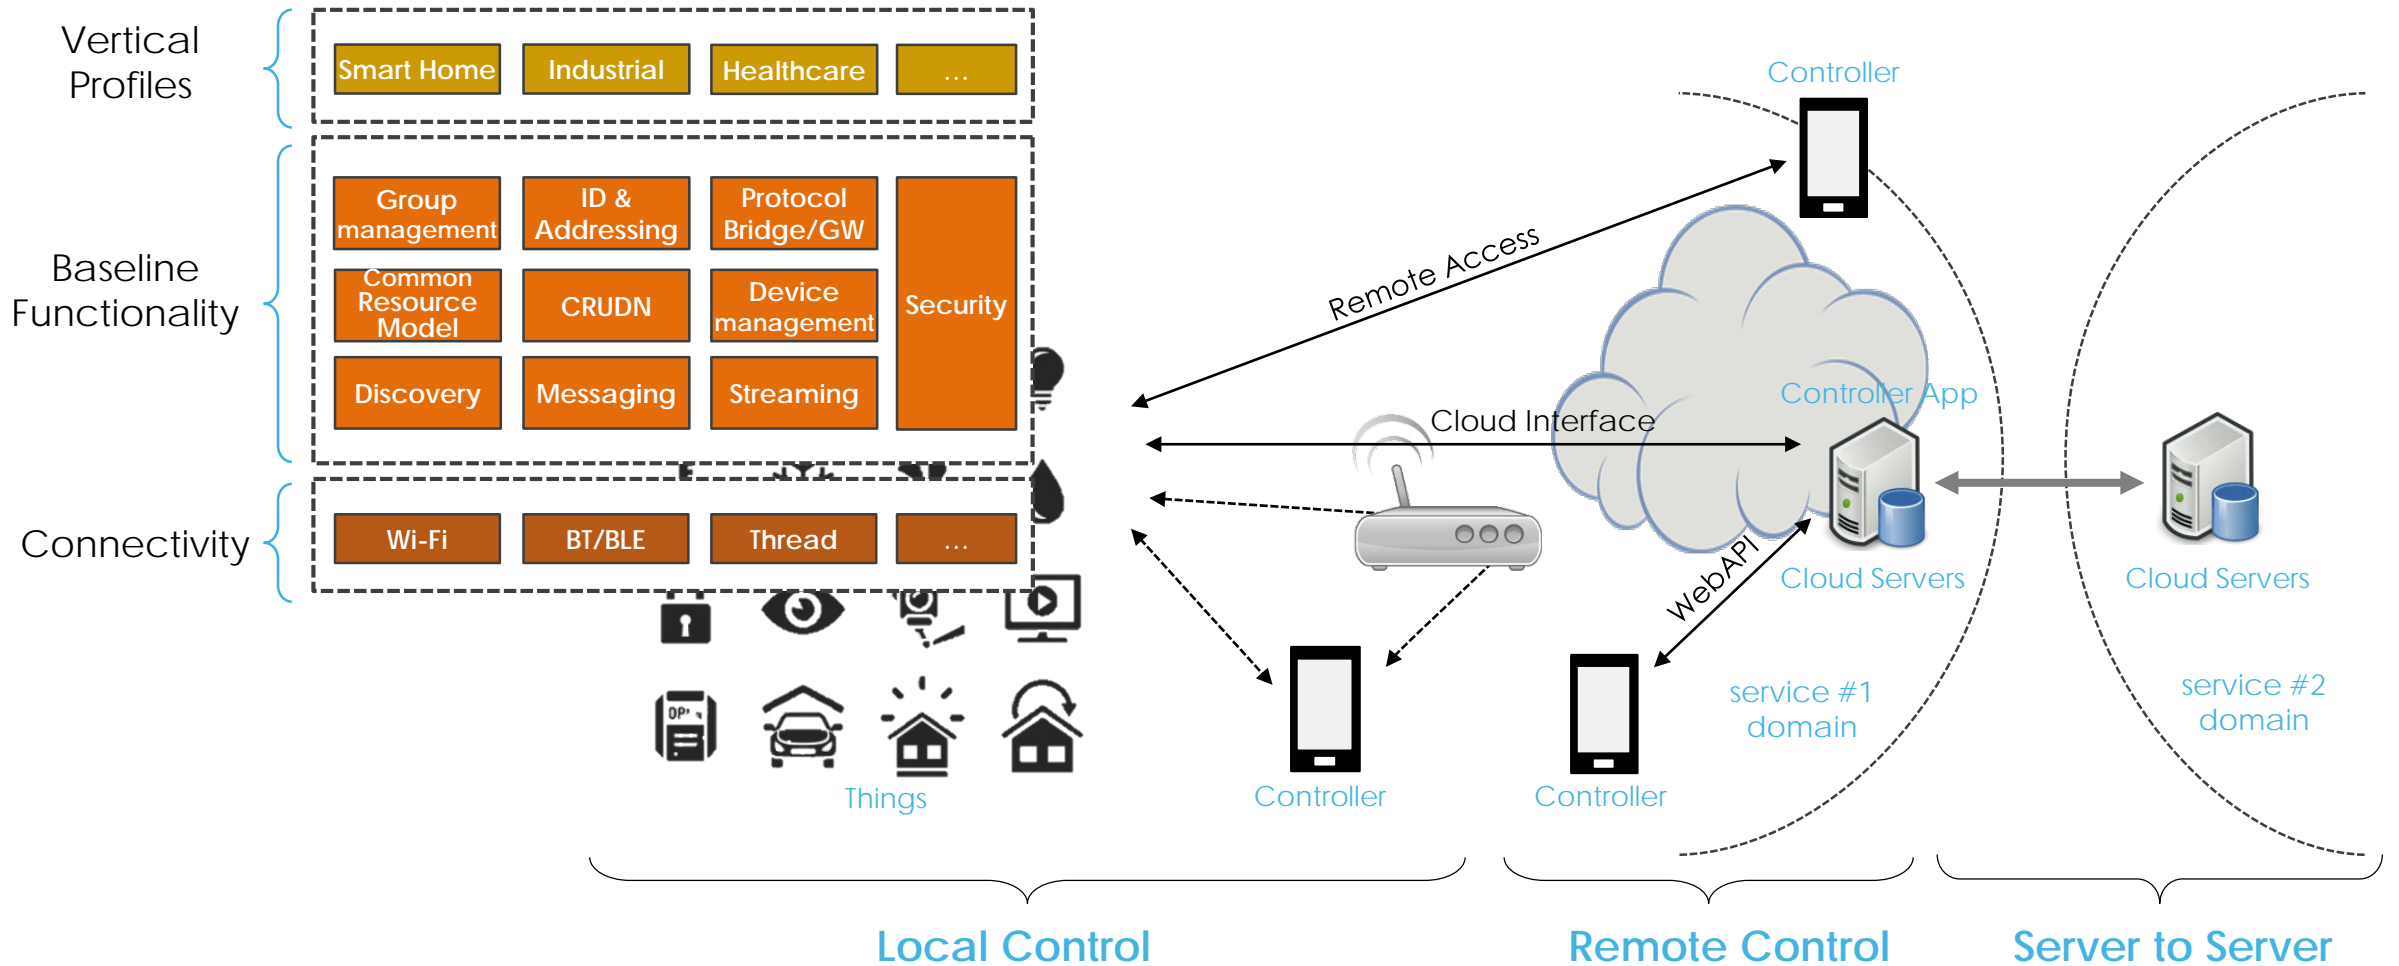 Vertical
Profiles
Smart Home
Industrial
Healthcare
...
Baseline
Functionality
Group
management
ID &
Addressing
Protocol
Bridge/GW
Security
Common
Resource
Model
CRUDN
Device
management
Discovery
Messaging
Streaming
Connectivity
Wi-Fi
BT/BLE
Thread
...
Things
Controller
Remote Access
Cloud Interface
Controller App
WebAPI
Cloud Servers
Cloud Servers
service #1
domain
service #2
domain
Controller
Controller
Local Control
Remote Control
Server to Server